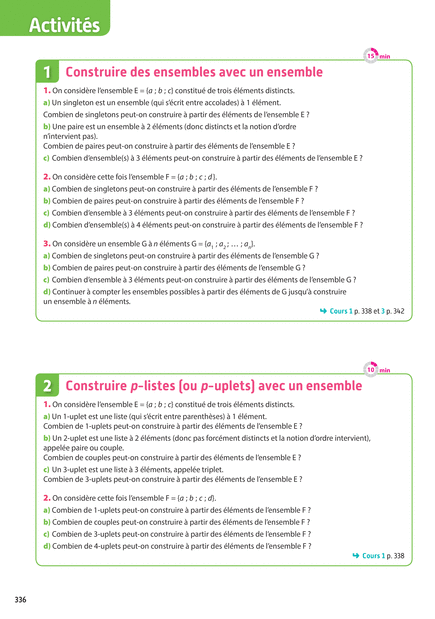 Activités
15 min
1 Construire des ensembles avec un ensemble
1. On considère l'ensemble E = {a ; b ; c} constitué de trois éléments distincts.
a) Un singleton est un ensemble (qui s'écrit entre accolades) à 1 élément.
Combien de singletons peut-on construire à partir des éléments de l'ensemble E ?
b) Une paire est un ensemble à 2 éléments (donc distincts et la notion d'ordre
n'intervient pas).
Combien de paires peut-on construire à partir des éléments de l'ensemble E ?
c) Combien d'ensemble(s) à 3 éléments peut-on construire à partir des éléments de l'ensemble E ?
2. On considère cette fois l'ensemble F = {a ; b ; c ; d}.
a) Combien de singletons peut-on construire à partir des éléments de l'ensemble F ?
b) Combien de paires peut-on construire à partir des éléments de l'ensemble F ?
c) Combien d'ensemble à 3 éléments peut-on construire à partir des éléments de l'ensemble F ?
d) Combien d'ensemble(s) à 4 éléments peut-on construire à partir des éléments de l'ensemble F ?
3. On considère un ensemble G à n éléments G = {a₁ ; a₂ ; … ; aₙ}.
a) Combien de singletons peut-on construire à partir des éléments de l'ensemble G ?
b) Combien de paires peut-on construire à partir des éléments de l'ensemble G ?
c) Combien d'ensembles à 3 éléments peut-on construire à partir des éléments de l'ensemble G ?
d) Continuer à compter les ensembles possibles à partir des éléments de G jusqu'à construire
un ensemble à n éléments.
Cours 1 p. 338 et 3 p. 342
10 min
2 Construire p-listes (ou p-uplets) avec un ensemble
1. On considère l'ensemble E = {a ; b ; c} constitué de trois éléments distincts.
a) Un 1-uplet est une liste (qui s'écrit entre parenthèses) à 1 élément.
Combien de 1-uplets peut-on construire à partir des éléments de l'ensemble E ?
b) Un 2-uplet est une liste à 2 éléments (donc pas forcément distincts et la notion d'ordre intervient),
appelée paire ou couple.
Combien de couples peut-on construire à partir des éléments de l'ensemble E ?
c) Un 3-uplet est une liste à 3 éléments, appelée triplet.
Combien de 3-uplets peut-on construire à partir des éléments de l'ensemble E ?
2. On considère cette fois l'ensemble F = {a ; b ; c ; d}.
a) Combien de 1-uplets peut-on construire à partir des éléments de l'ensemble F ?
b) Combien de couples peut-on construire à partir des éléments de l'ensemble F ?
c) Combien de 3-uplets peut-on construire à partir des éléments de l'ensemble F ?
d) Combien de 4-uplets peut-on construire à partir des éléments de l'ensemble F ?
Cours 1 p. 338
336